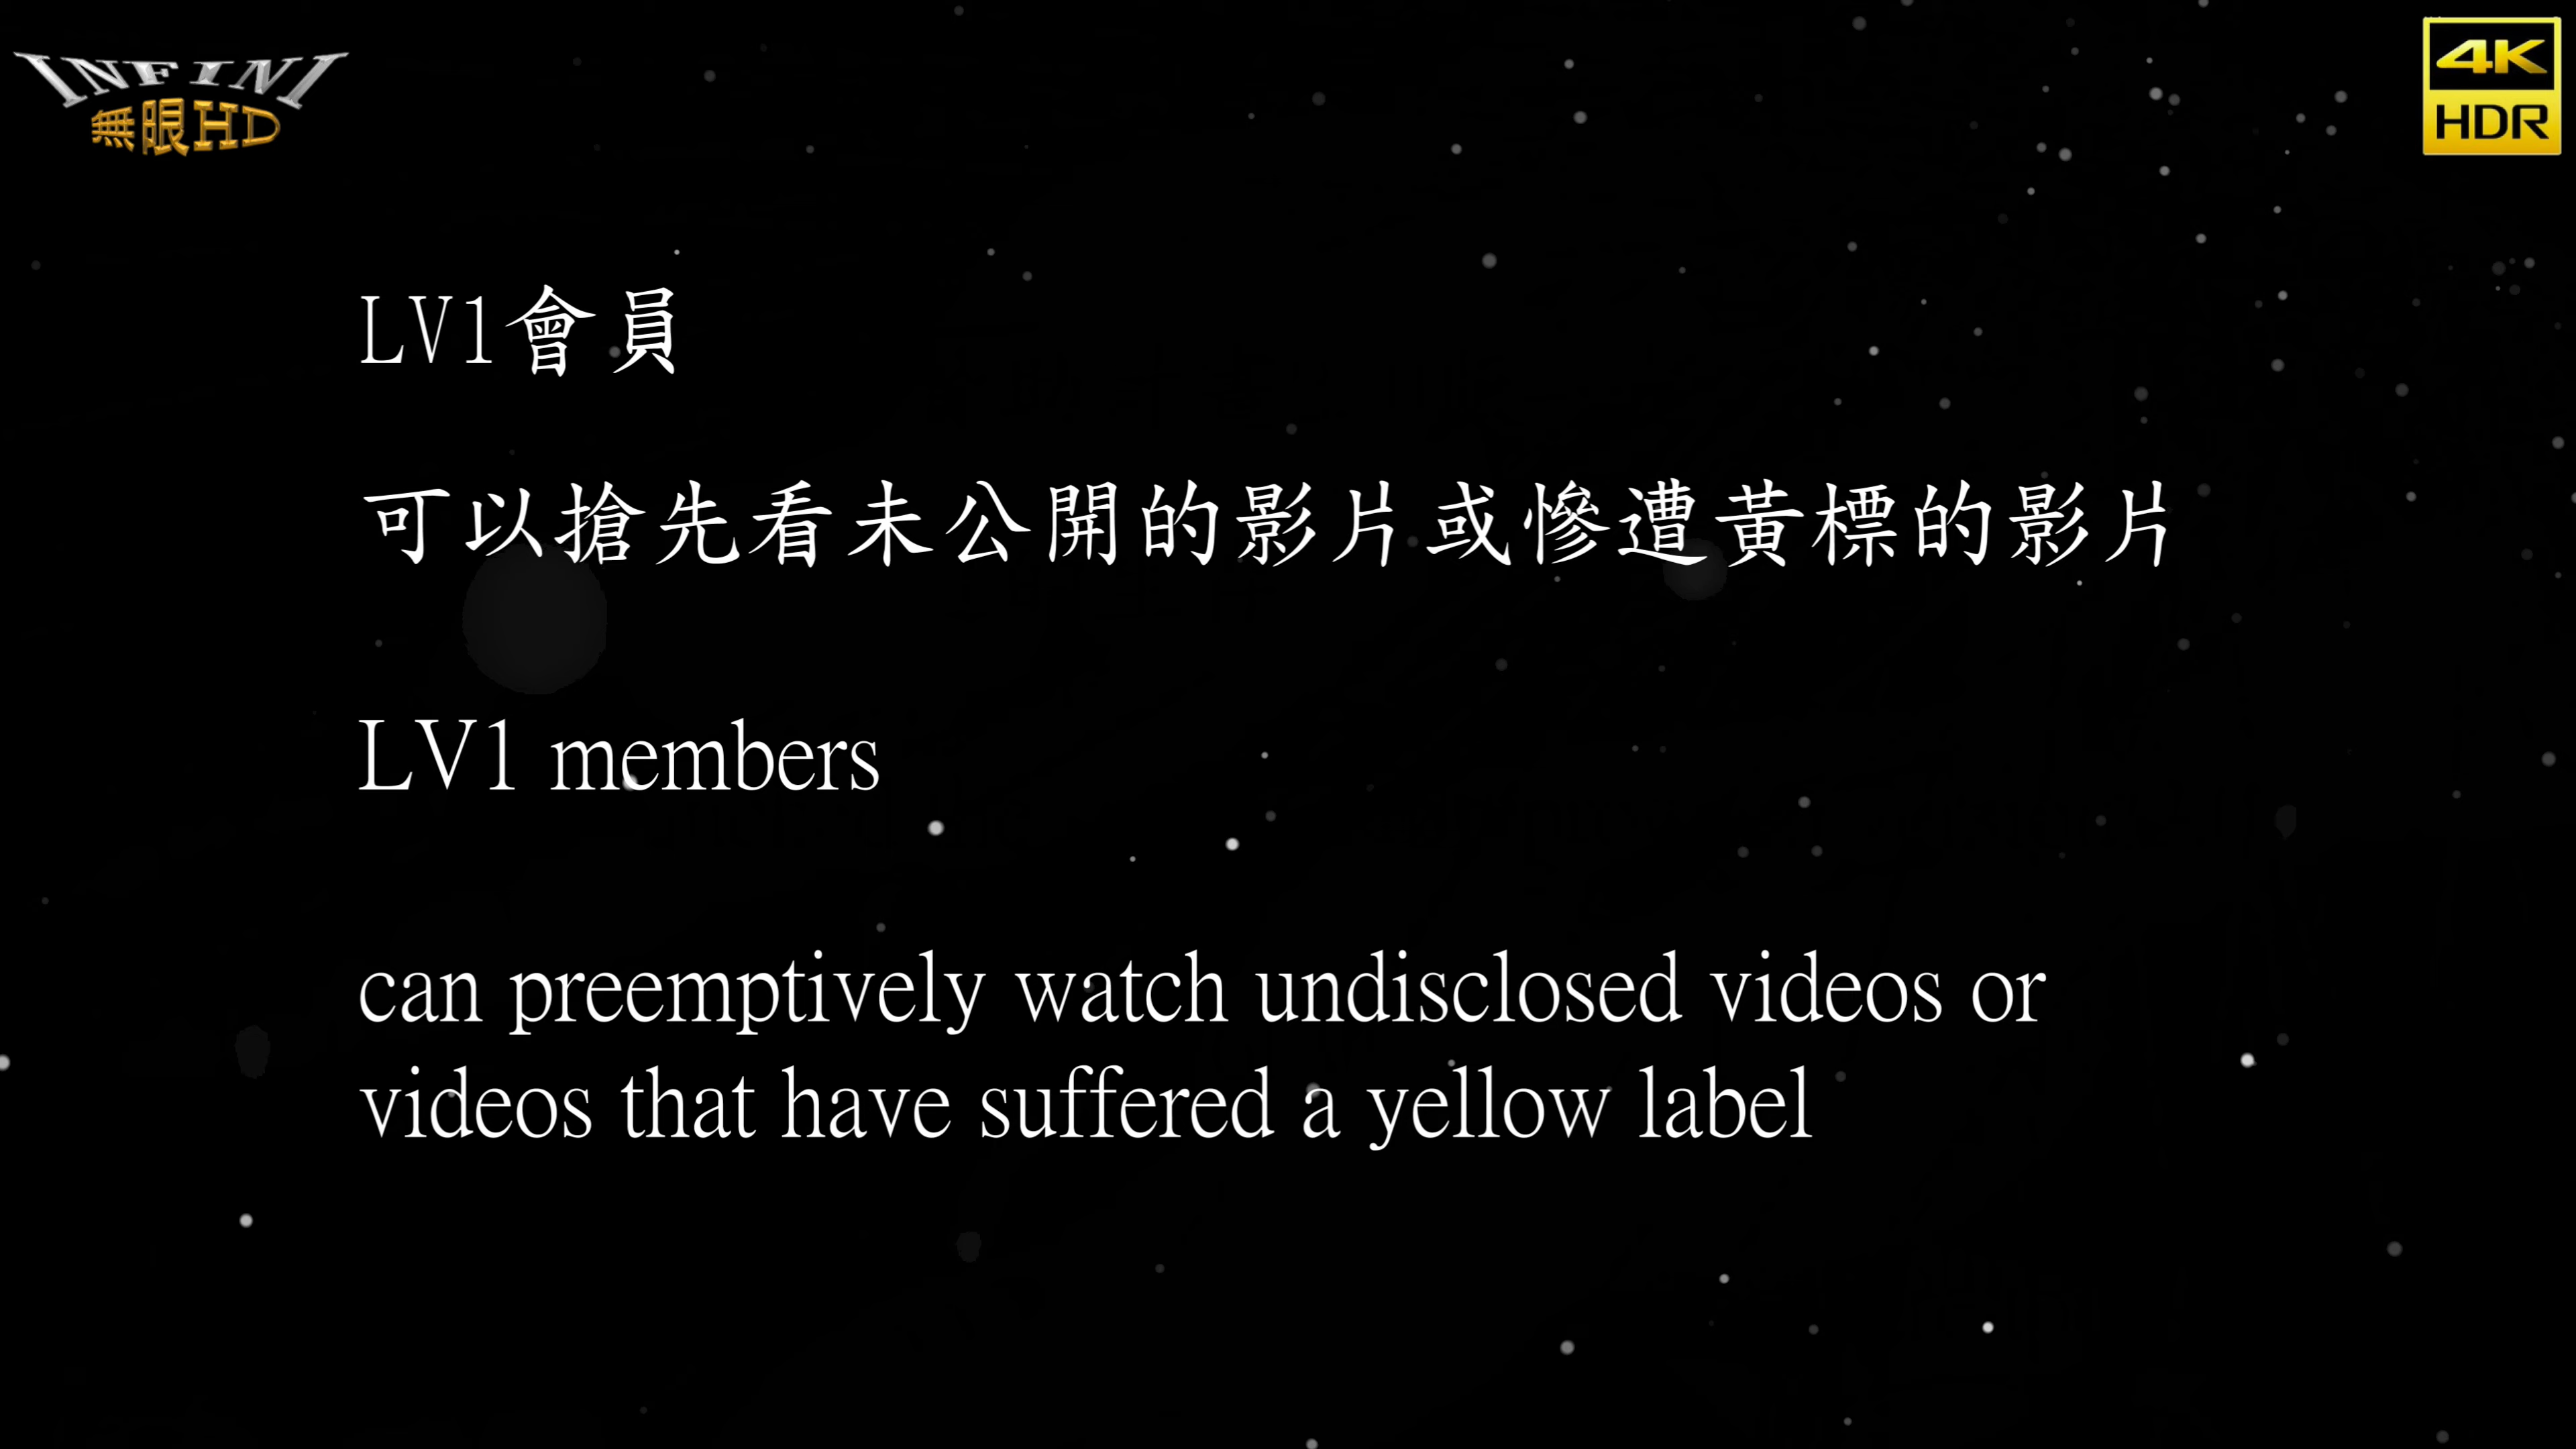 INFINI
無限HD
4K
HDR
LV1會員
可以搶先看未公開的影片或慘遭黃標的影片
LV1 members
can preemptively watch undisclosed videos or
videos that have suffered a yellow label